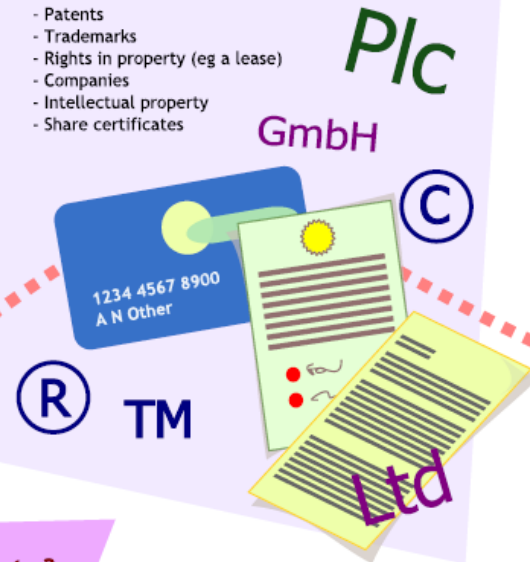 - Patents
- Trademarks
- Rights in property (eg a lease)
- Companies
- Intellectual property
- Share certificates
Plc
GmbH
©
1234 4567 8900
A N Other
®
TM
Ltd